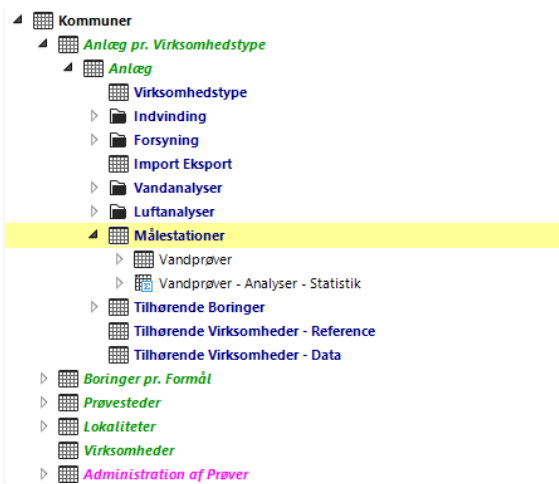 Kommuner
Anlæg pr. Virksomhedstype
Anlæg
Virksomhedstype
Indvinding
Forsyning
Import Eksport
Vandanalyser
Luftanalyser
Målestationer
Vandprøver
Vandprøver - Analyser - Statistik
Tilhørende Boringer
Tilhørende Virksomheder - Reference
Tilhørende Virksomheder - Data
Boringer pr. Formål
Prøvesteder
Lokaliteter
Virksomheder
Administration af Prøver